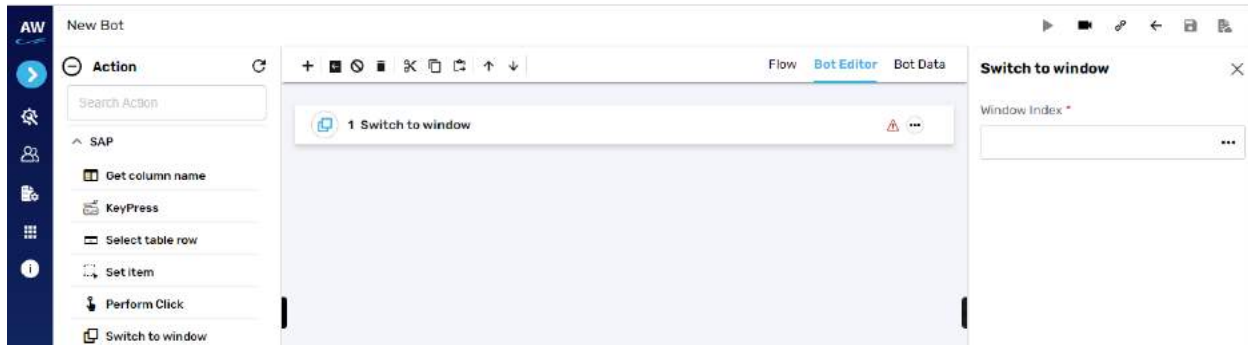 AW
New Bot
Action
Search Action
SAP
Get column name
KeyPress
Select table row
Set item
Perform Click
Switch to window
Flow
Bot Editor
Bot Data
1 Switch to window
Switch to window
Window Index *